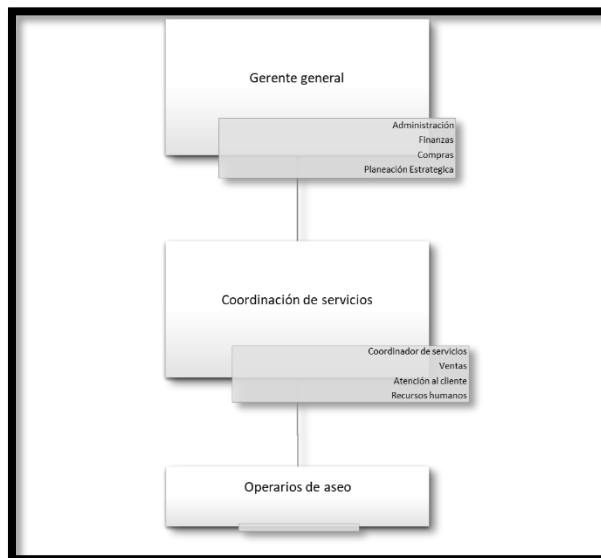 Gerente general
Administración
Finanzas
Compras
Planeación Estrategica
Coordinación de servicios
Coordinador de servicios
Ventas
Atención al cliente
Recursos humanos
Operarios de aseo